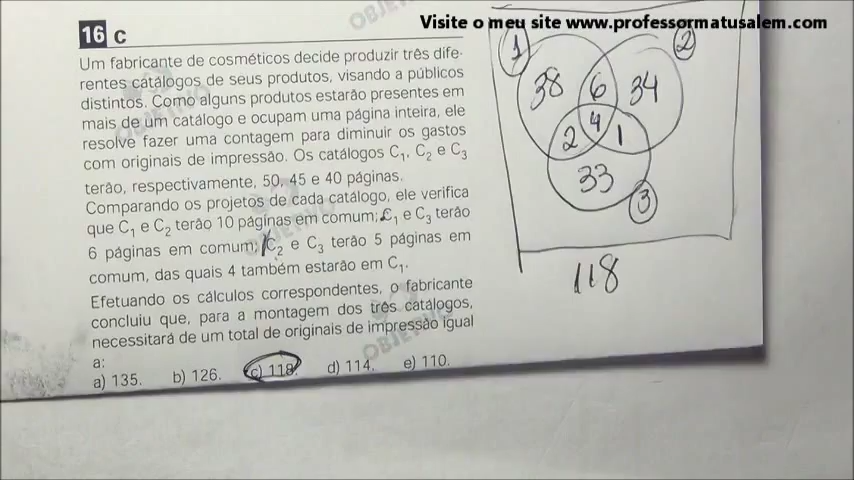 Visite o meu site www.professormatusalem.com
16 c
Um fabricante de cosméticos decide produzir três dife-
rentes catálogos de seus produtos, visando a públicos
distintos. Como alguns produtos estarão presentes em
mais de um catálogo e ocupam uma página inteira, ele
resolve fazer uma contagem para diminuir os gastos
com originais de impressão. Os catálogos C₁, C₂ e C₃
terão, respectivamente, 50, 45 e 40 páginas.
Comparando os projetos de cada catálogo, ele verifica
que C₁ e C₂ terão 10 páginas em comum; C₁ e C₃ terão
6 páginas em comum; C₂ e C₃ terão 5 páginas em
comum, das quais 4 também estarão em C₁.
Efetuando os cálculos correspondentes, o fabricante
concluiu que, para a montagem dos três catálogos,
necessitará de um total de originais de impressão igual
a:
a) 135. b) 126. c) 118. d) 114. e) 110.
1 2
38 6 34
4
2 1
33
3
118
OBJETIVO
OBJETIVO
OBJETIVO
OBJETIVO